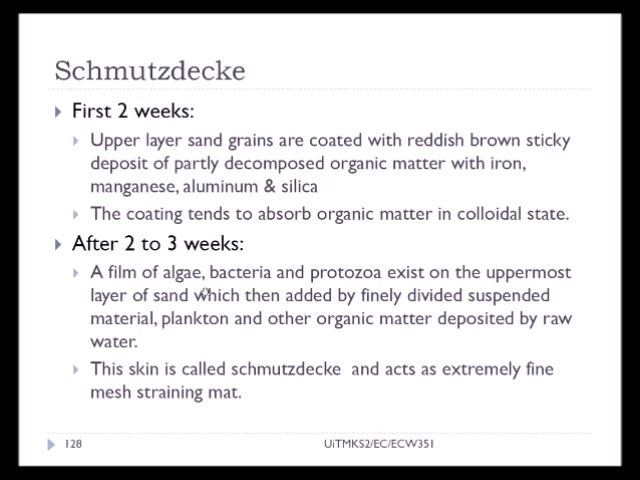 Schmutzdecke
First 2 weeks:
Upper layer sand grains are coated with reddish brown sticky
deposit of partly decomposed organic matter with iron,
manganese, aluminum & silica
The coating tends to absorb organic matter in colloidal state.
After 2 to 3 weeks:
A film of algae, bacteria and protozoa exist on the uppermost
layer of sand which then added by finely divided suspended
material, plankton and other organic matter deposited by raw
water.
This skin is called schmutzdecke and acts as extremely fine
mesh straining mat.
128 UiTMKS2/EC/ECW351